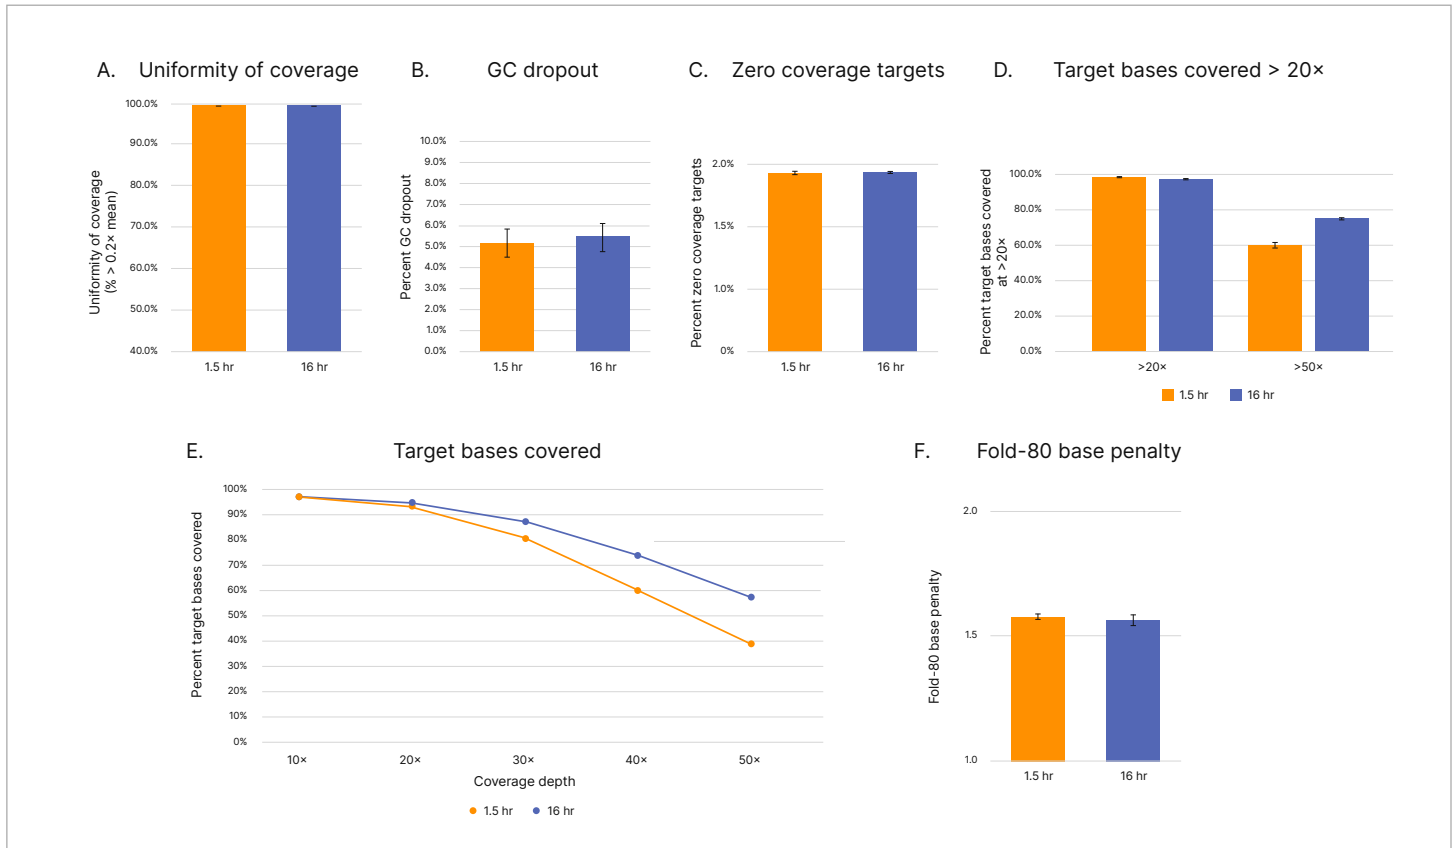 A. Uniformity of coverage
Uniformity of coverage
(% > 0.2× mean)
100.0%
90.0%
80.0%
70.0%
60.0%
50.0%
40.0%
1.5 hr
16 hr
B. GC dropout
Percent GC dropout
10.0%
9.0%
8.0%
7.0%
6.0%
5.0%
4.0%
3.0%
2.0%
1.0%
0.0%
1.5 hr
16 hr
C. Zero coverage targets
Percent zero coverage targets
2.0%
1.5%
1.0%
0%
1.5 hr
16 hr
D. Target bases covered > 20×
Percent target bases covered
at >20×
100.0%
80.0%
60.0%
40.0%
20.0%
0.0%
>20×
>50×
1.5 hr
16 hr
E. Target bases covered
Percent target bases covered
100%
90%
80%
70%
60%
50%
40%
30%
20%
10%
0%
10×
20×
30×
40×
50×
Coverage depth
1.5 hr
16 hr
F. Fold-80 base penalty
Fold-80 base penalty
2.0
1.5
1.0
1.5 hr
16 hr